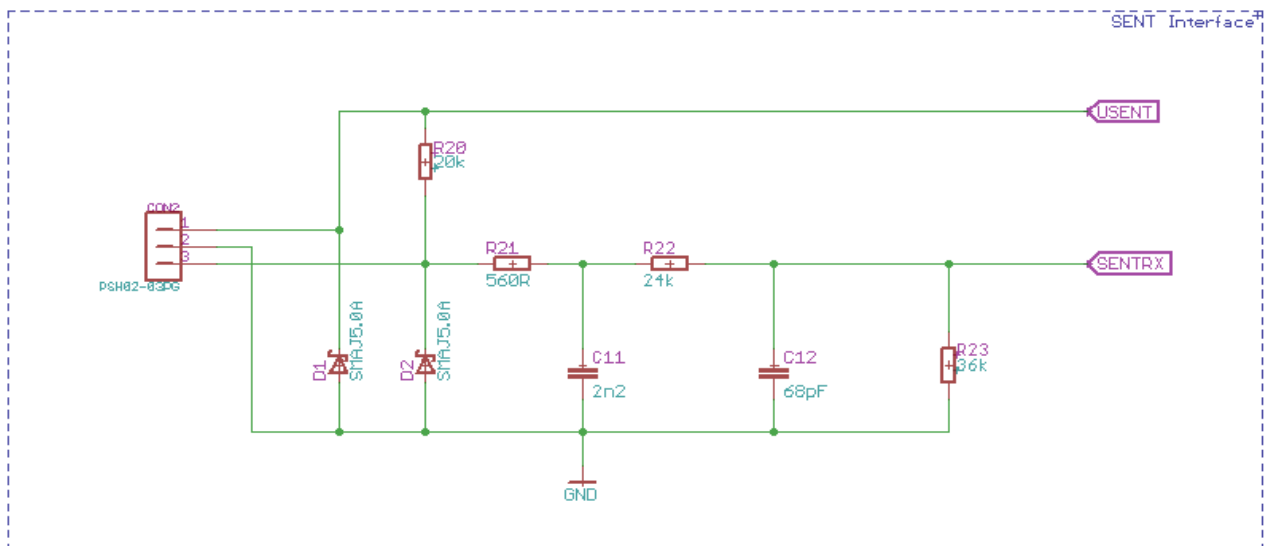 SENT Interface
USENT
R20
20k
CON2
1
2
3
PSH02-03PG
R21
560R
R22
24k
SENTRX
D1
SMAJ5.0A
D2
SMAJ5.0A
C11
2n2
C12
68pF
R23
36k
GND